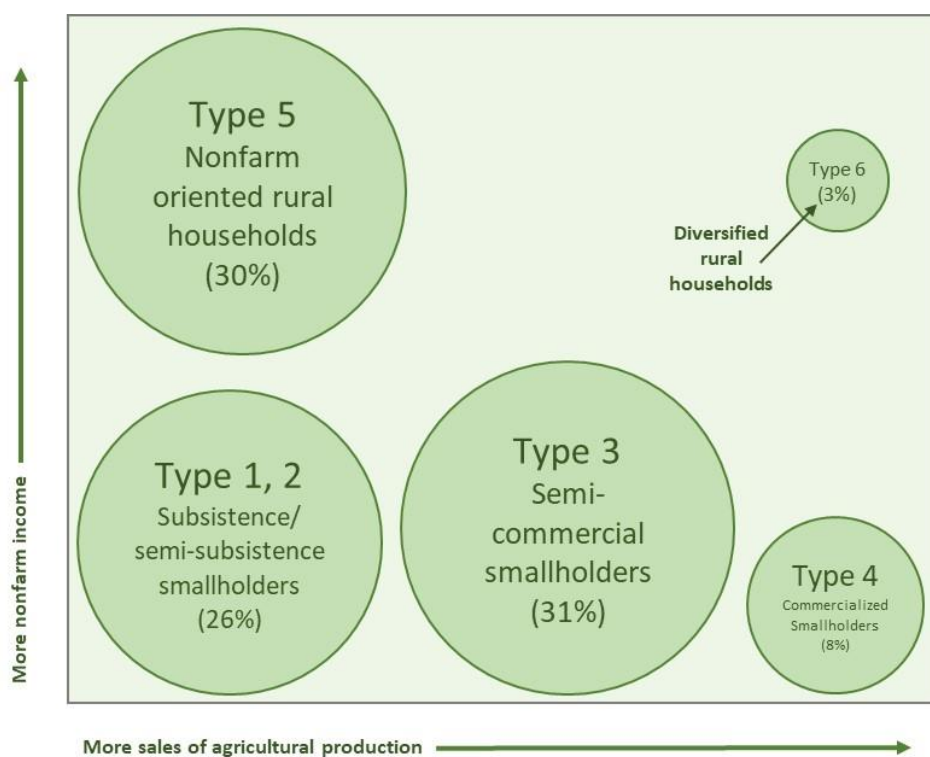 Type 5
Nonfarm
oriented rural
households
(30%)
Type 6
(3%)
Diversified
rural
households
Type 1, 2
Subsistence/
semi-subsistence
smallholders
(26%)
Type 3
Semi-
commercial
smallholders
(31%)
Type 4
Commercialized
Smallholders
(8%)
More nonfarm income
More sales of agricultural production